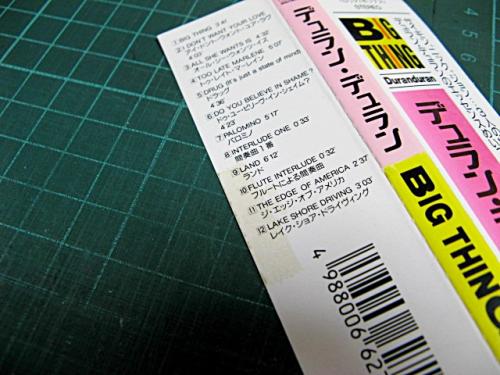 1 BIG THING 3'41"
2 I DON'T WANT YOUR LOVE
アイ・ドント・ウォント・ユア・ラヴ
4'05"
3 ALL SHE WANTS IS 4'32"
オール・シー・ウォンツ・イズ
4 TOO LATE MARLENE 5'07"
トゥ・レイト・マーレイン
5 DRUG (It's just a state of mind)
ドラッグ
4'36"
6 DO YOU BELIEVE IN SHAME?
ドゥ・ユー・ビリーヴ・イン・シェイム?
4'23"
7 PALOMINO 5'17"
パロミノ
8 INTERLUDE ONE 0'33"
間奏曲1番
9 LAND 6'12"
ランド
10 FLUTE INTERLUDE 0'32"
フルートによる間奏曲
11 THE EDGE OF AMERICA 2'37"
ジ・エッジ・オブ・アメリカ
12 LAKE SHORE DRIVING 3'03"
レイク・ショア・ドライヴィング
4 988006 62
デュラン・デュラン
STEREO
BIG
THING
Duranduran
デュラン・デュラン
BIG THING